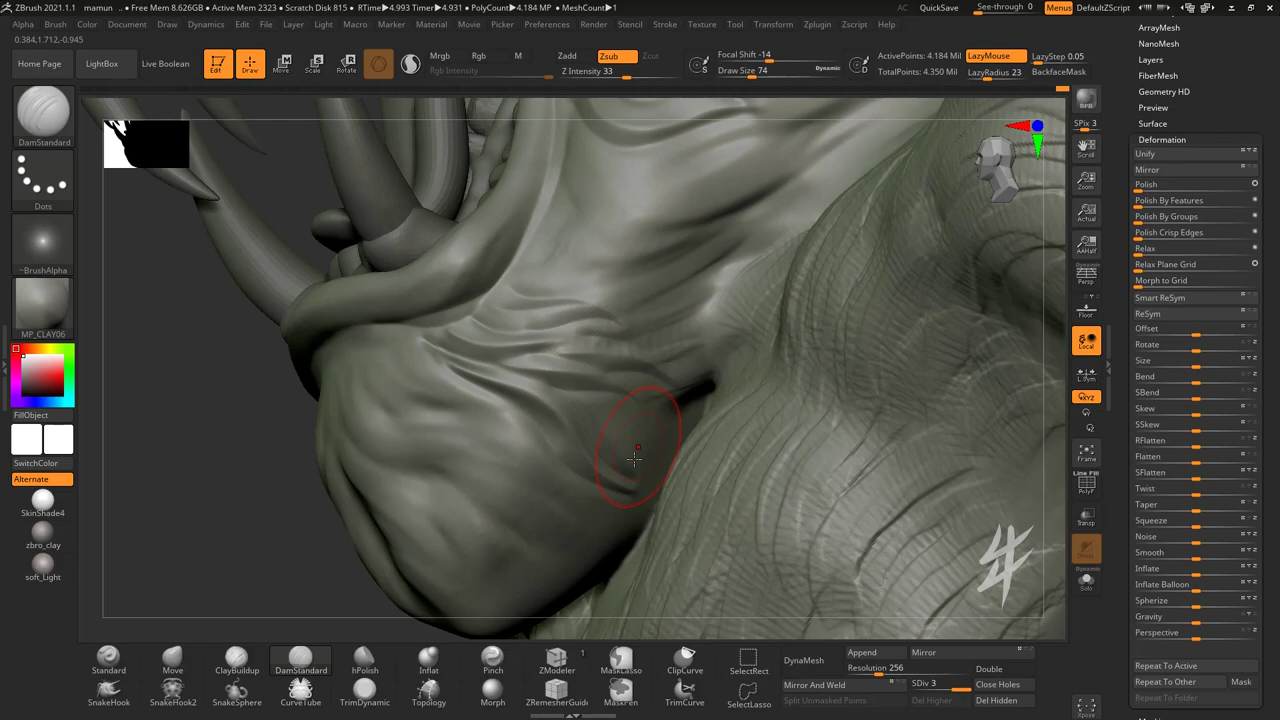 ZBrush 2021.1.1 mamun .. • Free Mem 8.626GB • Active Mem 2323 • Scratch Disk 815 • RTime▶4.993 Timer▶4.931 • PolyCount▶4.184 MP • MeshCount▶1 AC QuickSave See-through 0 Menus DefaultZScript
Alpha Brush Color Document Draw Dynamics Edit File Layer Light Macro Marker Material Movie Picker Preferences Render Stencil Stroke Texture Tool Transform Zplugin Zscript Help
0.384,1.712,-0.945
Home Page LightBox Live Boolean Edit Draw Move Scale Rotate
Mrgb Rgb M Zadd Zsub Zcut
Rgb Intensity Z Intensity 33
Focal Shift -14
Draw Size 74 Dynamic
ActivePoints: 4.184 Mil LazyMouse LazyStep 0.05
TotalPoints: 4.350 Mil LazyRadius 23 BackfaceMask
DamStandard
Dots
~BrushAlpha
MP_CLAY06
FillObject
SwitchColor
Alternate
SkinShade4
zbro_clay
soft_Light
BPR
SPix 3
Scroll
Zoom
Actual
AAHalf
Dynamic
Persp
Floor
Local
L.Sym
XYZ
Frame
Line Fill
PolyF
Transp
Dynamic
Solo
Xpose
ArrayMesh
NanoMesh
Layers
FiberMesh
Geometry HD
Preview
Surface
Deformation
Unify
Mirror
Polish
Polish By Features
Polish By Groups
Polish Crisp Edges
Relax
Relax Plane Grid
Morph to Grid
Smart ReSym
ReSym
Offset
Rotate
Size
Bend
SBend
Skew
SSkew
RFlatten
Flatten
SFlatten
Twist
Taper
Squeeze
Noise
Smooth
Inflate
Inflate Balloon
Spherize
Gravity
Perspective
Repeat To Active
Repeat To Other Mask
Repeat To Folder
Standard Move ClayBuildup DamStandard hPolish Inflat Pinch ZModeler 1 MaskLasso ClipCurve SelectRect
SnakeHook SnakeHook2 SnakeSphere CurveTube TrimDynamic Topology Morph ZRemesherGuide MaskPen TrimCurve SelectLasso
DynaMesh Append Mirror
Resolution 256 Double
Mirror And Weld SDiv 3 Close Holes
Split Unmasked Points Del Higher Del Hidden